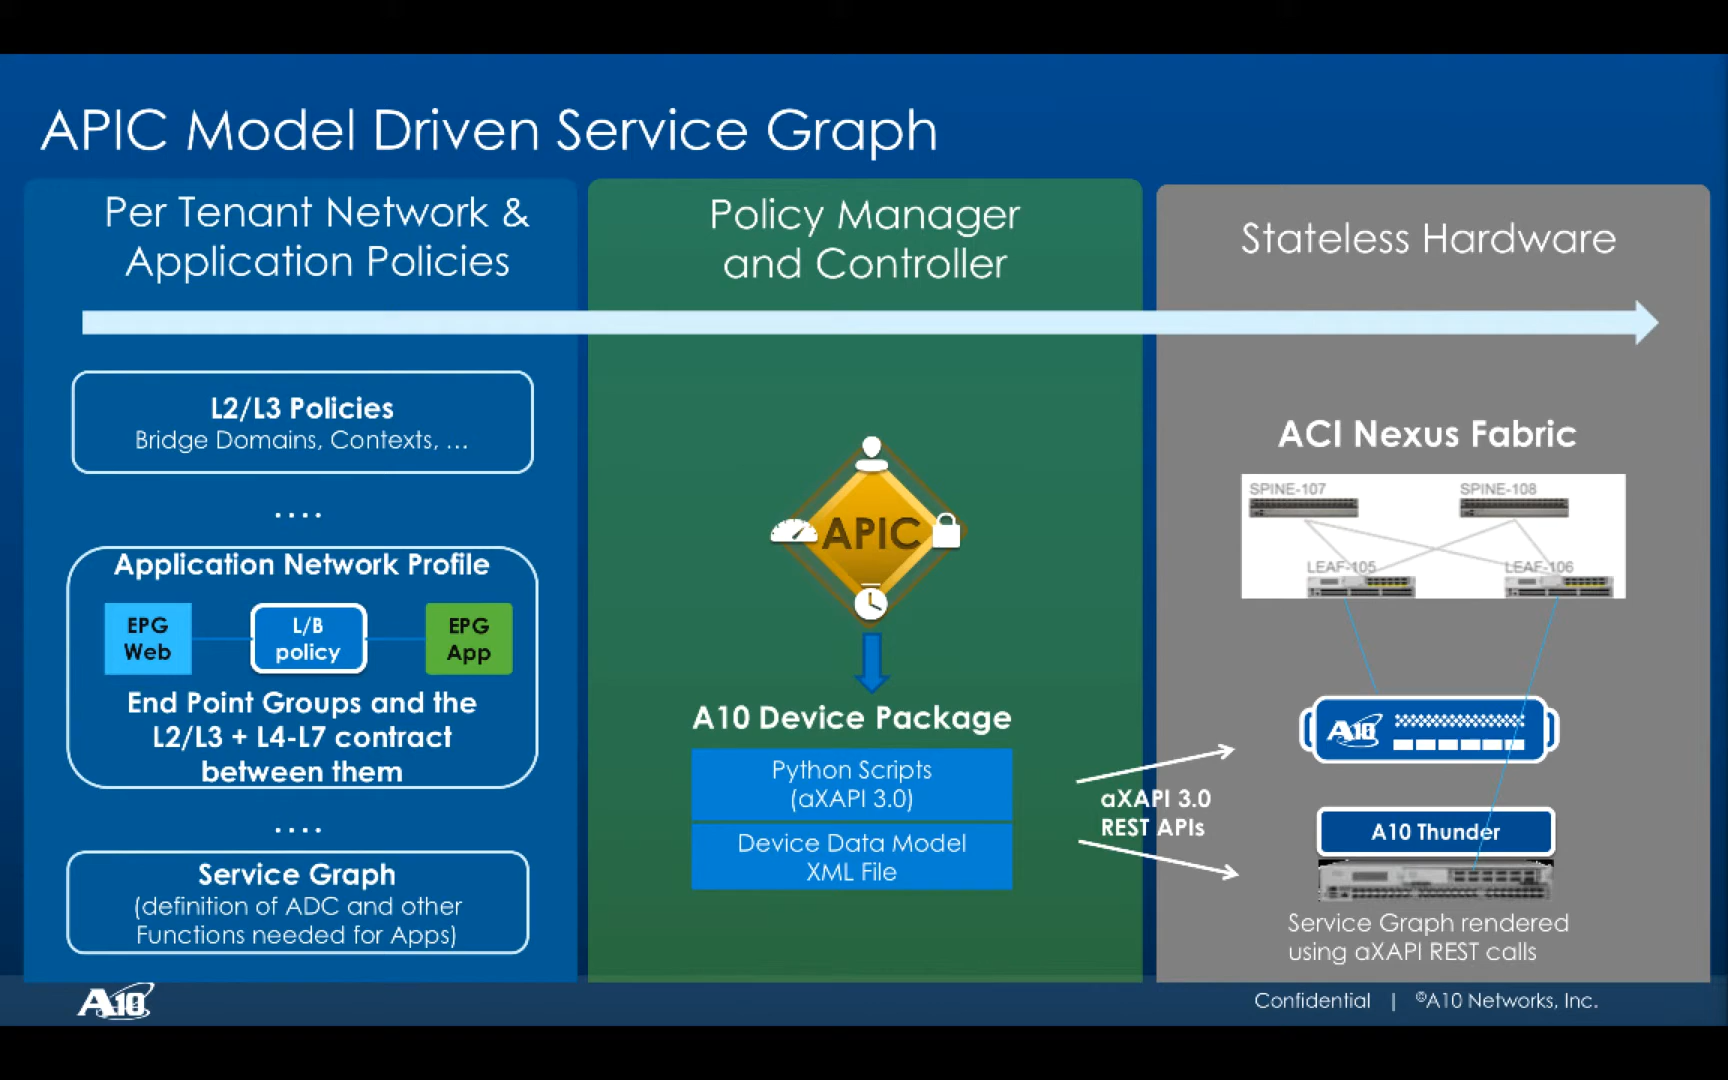 APIC Model Driven Service Graph
Per Tenant Network &
Application Policies
L2/L3 Policies
Bridge Domains, Contexts, ...
....
Application Network Profile
EPG
Web
L/B
policy
EPG
App
End Point Groups and the
L2/L3 + L4-L7 contract
between them
....
Service Graph
(definition of ADC and other
Functions needed for Apps)
Policy Manager
and Controller
APIC
A10 Device Package
Python Scripts
(aXAPI 3.0)
Device Data Model
XML File
aXAPI 3.0
REST APIs
Stateless Hardware
ACI Nexus Fabric
SPINE-107
SPINE-108
LEAF-105
LEAF-106
A10
A10 Thunder
Service Graph rendered
using aXAPI REST calls
A10
Confidential | ©A10 Networks, Inc.